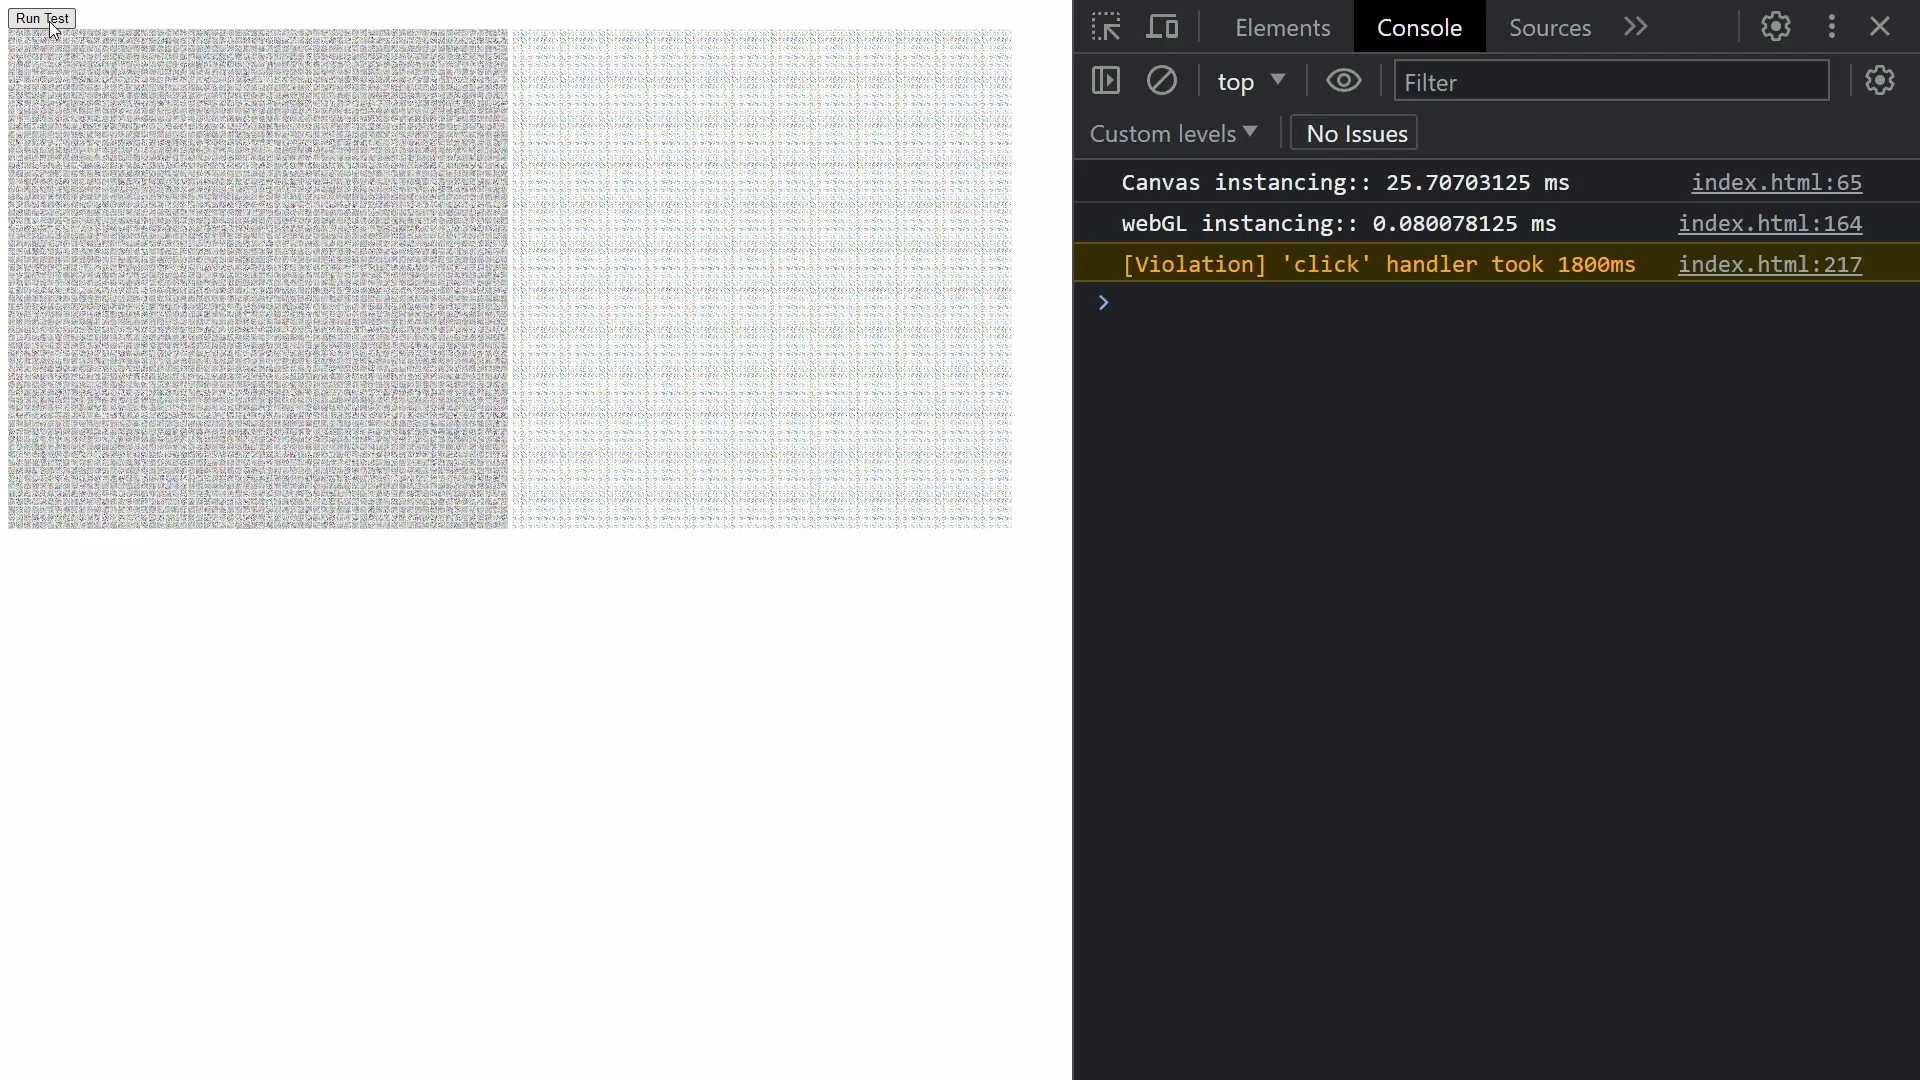 Run Test
Elements Console Sources
top Filter
Custom levels No Issues
Canvas instancing:: 25.70703125 ms index.html:65
webGL instancing:: 0.080078125 ms index.html:164
[Violation] 'click' handler took 1800ms index.html:217